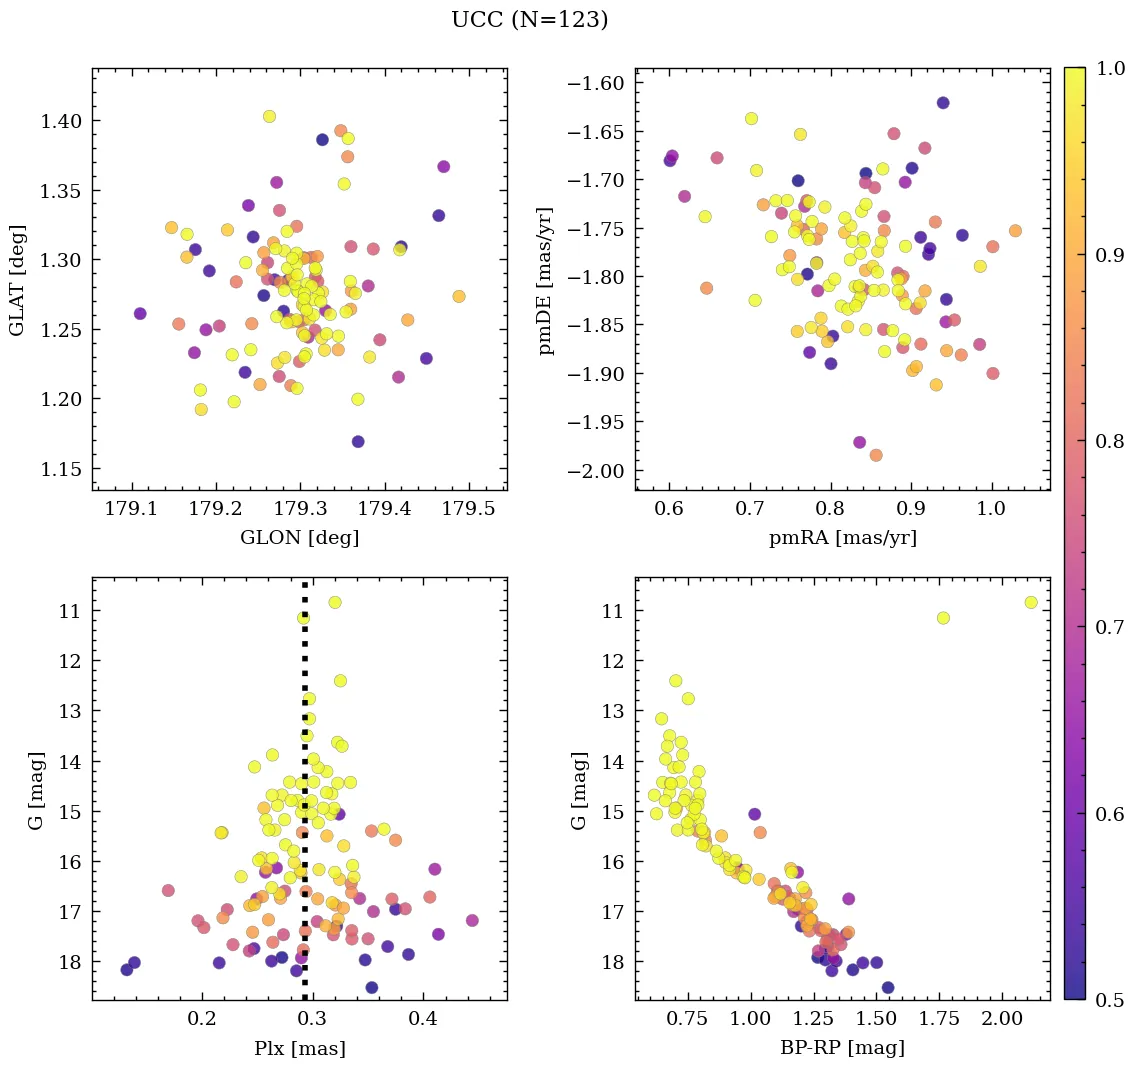 UCC (N=123)
1.40
1.35
1.30
1.25
1.20
1.15
GLAT [deg]
179.1 179.2 179.3 179.4 179.5
GLON [deg]
−1.60
−1.65
−1.70
−1.75
−1.80
−1.85
−1.90
−1.95
−2.00
pmDE [mas/yr]
0.6 0.7 0.8 0.9 1.0
pmRA [mas/yr]
11
12
13
14
15
16
17
18
G [mag]
0.2 0.3 0.4
Plx [mas]
11
12
13
14
15
16
17
18
G [mag]
0.75 1.00 1.25 1.50 1.75 2.00
BP-RP [mag]
1.0
0.9
0.8
0.7
0.6
0.5